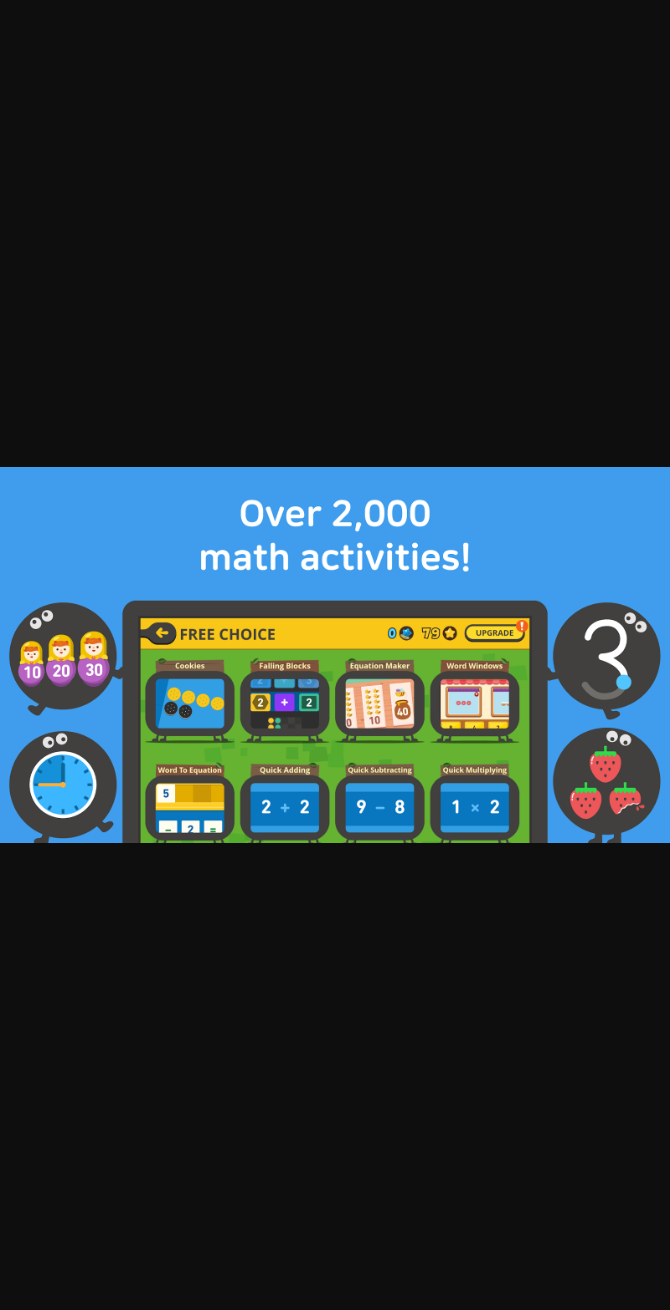 Over 2,000
math activities!
FREE CHOICE
0
79
UPGRADE
!
Cookies
Falling Blocks
Equation Maker
Word Windows
2 + 2
0
10
40
10
20
30
3
Word To Equation
Quick Adding
Quick Subtracting
Quick Multiplying
5
− 2 =
2 + 2
9 − 8
1 × 2